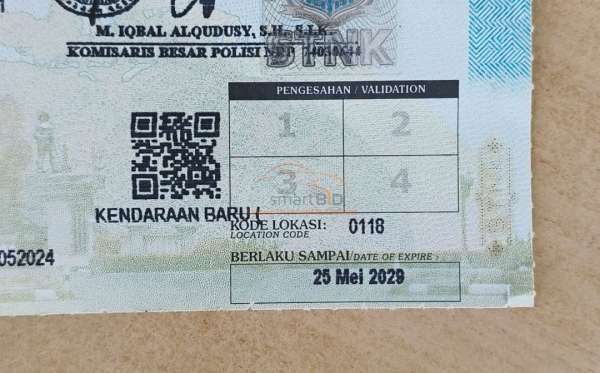 M. IQBAL ALQUDUSY, S.H., S.I.K
KOMISARIS BESAR POLISI NRP
STNK
PENGESAHAN / VALIDATION
1 2
3 4
smartBID
KENDARAAN BARU (
KODE LOKASI: 0118
LOCATION CODE
052024
BERLAKU SAMPAI/DATE OF EXPIRE :
25 Mei 2029